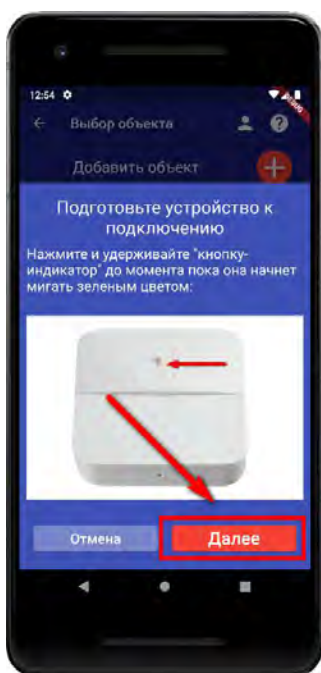 12:54
Выбор объекта
Добавить объект
Подготовьте устройство к
подключению
Нажмите и удерживайте "кнопку-
индикатор" до момента пока она начнет
мигать зеленым цветом:
Отмена
Далее